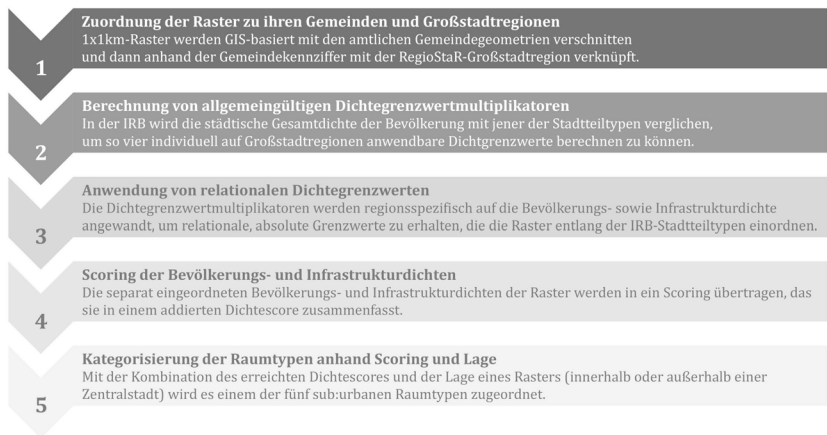 Zuordnung der Raster zu ihren Gemeinden und Großstadtregionen
1x1km-Raster werden GIS-basiert mit den amtlichen Gemeindegeometrien verschnitten
und dann anhand der Gemeindekennziffer mit der RegioStaR-Großstadtregion verknüpft.
1
Berechnung von allgemeingültigen Dichtegrenzwertmultiplikatoren
In der IRB wird die städtische Gesamtdichte der Bevölkerung mit jener der Stadtteiltypen verglichen,
um so vier individuell auf Großstadtregionen anwendbare Dichtgrenzwerte berechnen zu können.
2
Anwendung von relationalen Dichtegrenzwerten
Die Dichtegrenzwertmultiplikatoren werden regionsspezifisch auf die Bevölkerungs- sowie Infrastrukturdichte
angewandt, um relationale, absolute Grenzwerte zu erhalten, die die Raster entlang der IRB-Stadtteiltypen einordnen.
3
Scoring der Bevölkerungs- und Infrastrukturdichten
Die separat eingeordneten Bevölkerungs- und Infrastrukturdichten der Raster werden in ein Scoring übertragen, das
sie in einem addierten Dichtescore zusammenfasst.
4
Kategorisierung der Raumtypen anhand Scoring und Lage
Mit der Kombination des erreichten Dichtescores und der Lage eines Rasters (innerhalb oder außerhalb einer
Zentralstadt) wird es einem der fünf sub:urbanen Raumtypen zugeordnet.
5